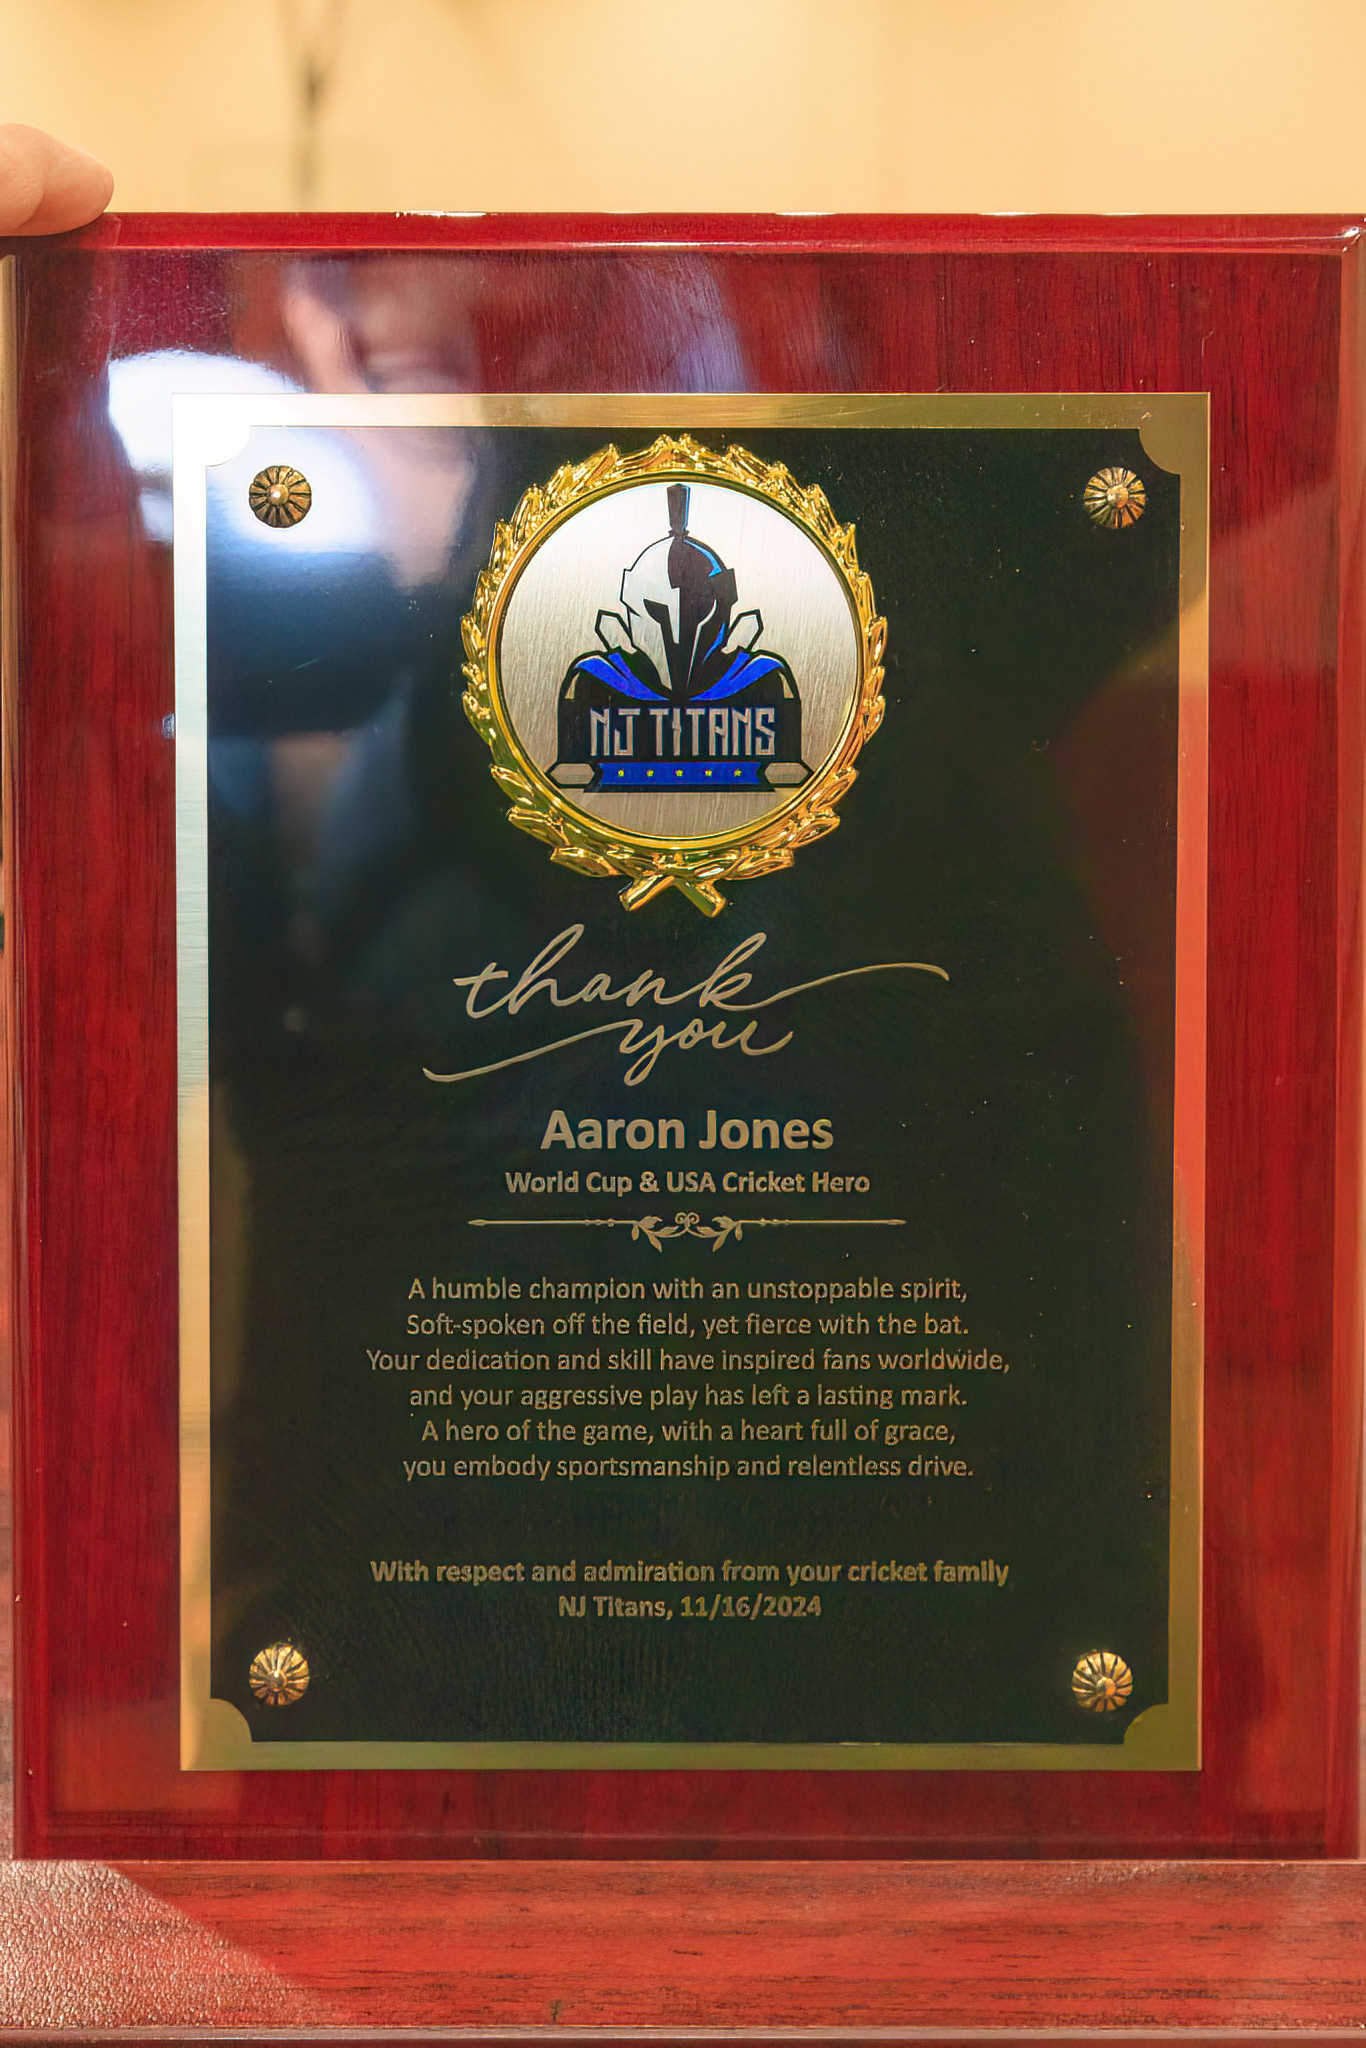 NJ TITANS
thank
you
Aaron Jones
World Cup & USA Cricket Hero
A humble champion with an unstoppable spirit,
Soft-spoken off the field, yet fierce with the bat.
Your dedication and skill have inspired fans worldwide,
and your aggressive play has left a lasting mark.
A hero of the game, with a heart full of grace,
you embody sportsmanship and relentless drive.
With respect and admiration from your cricket family
NJ Titans, 11/16/2024